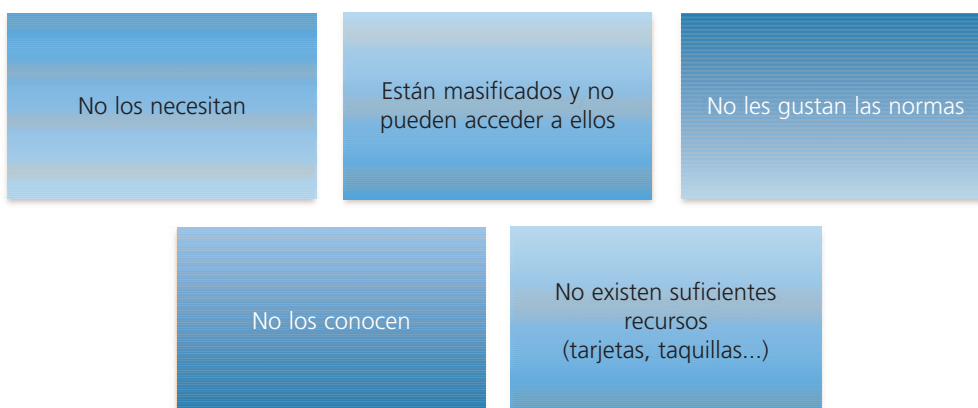 No los necesitan
Están masificados y no
pueden acceder a ellos
No les gustan las normas
No los conocen
No existen suficientes
recursos
(tarjetas, taquillas...)